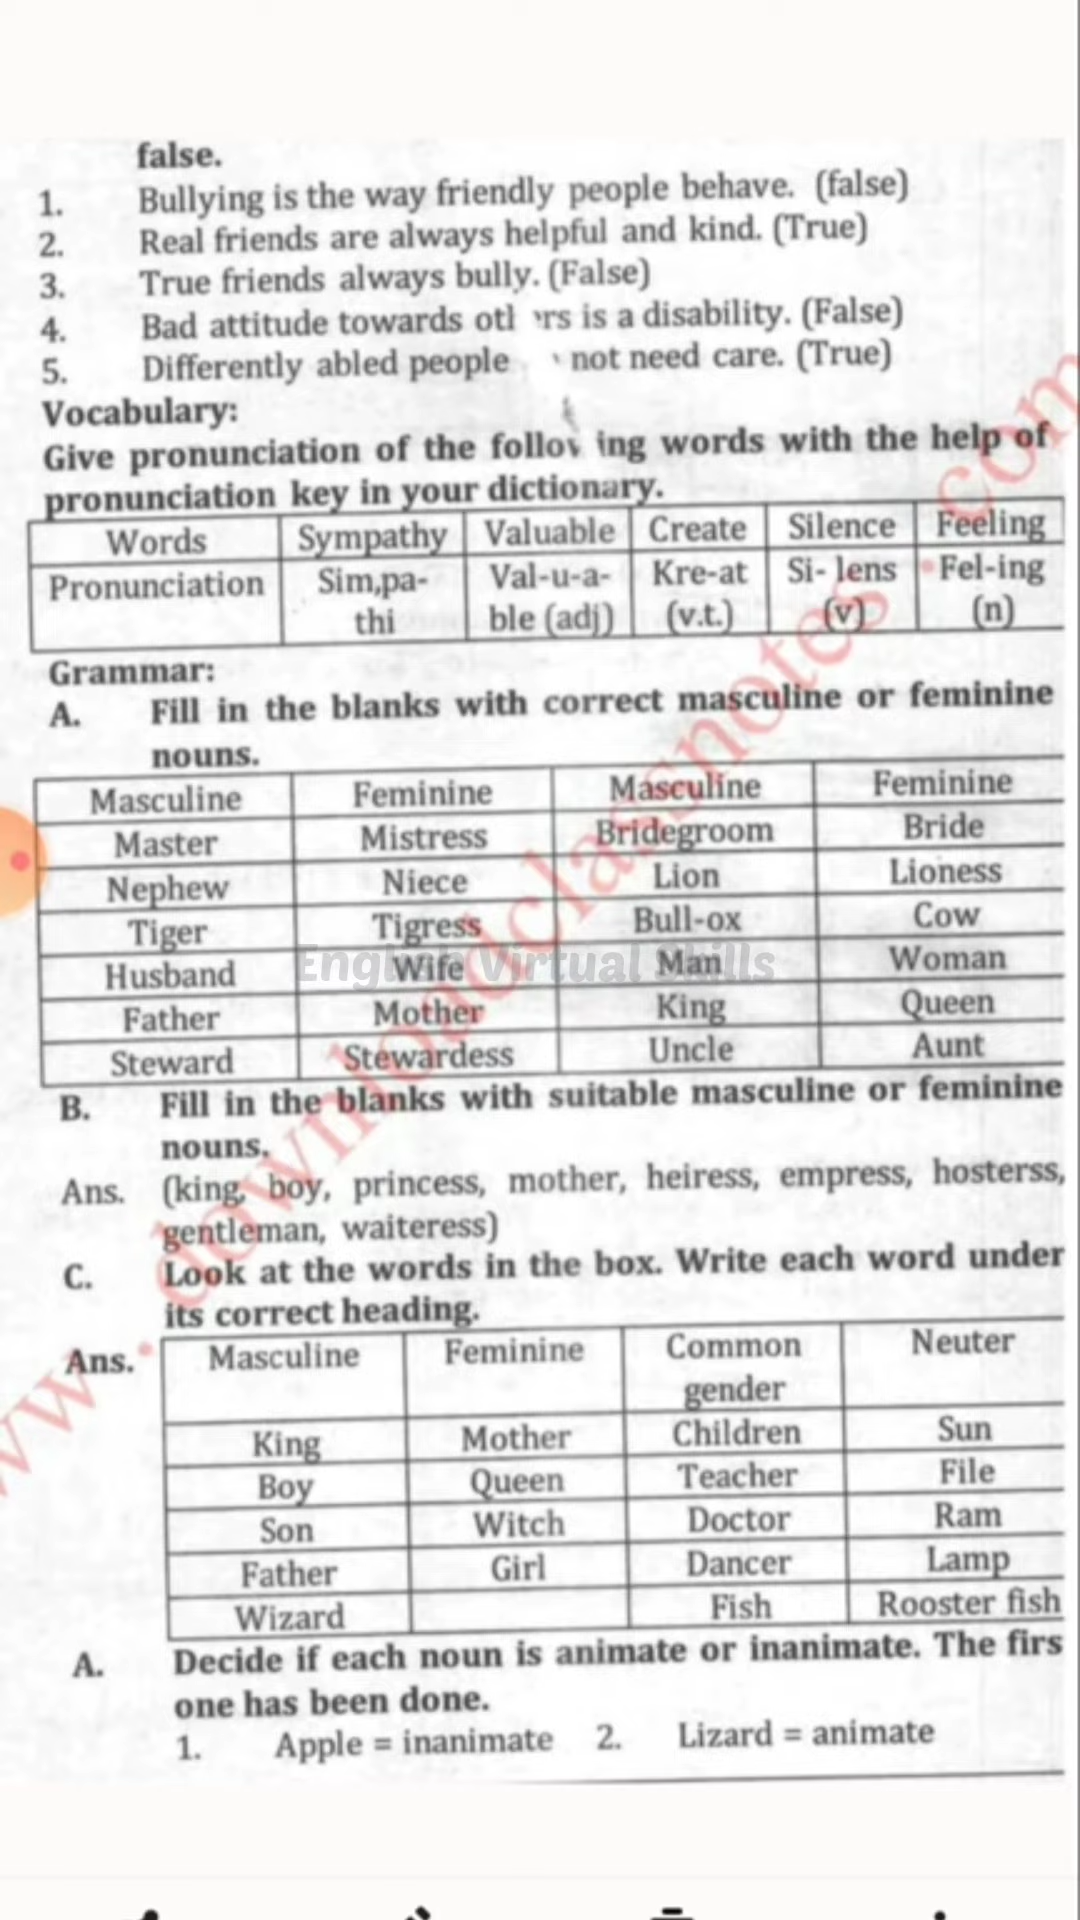 false.
1. Bullying is the way friendly people behave. (false)
2. Real friends are always helpful and kind. (True)
3. True friends always bully. (False)
4. Bad attitude towards otl rs is a disability. (False)
5. Differently abled people not need care. (True)
Vocabulary:
Give pronunciation of the follov ing words with the help of
pronunciation key in your dictionary.
Words Sympathy Valuable Create Silence Feeling
Pronunciation Sim,pa- Val-u-a- Kre-at Si- lens Fel-ing
thi ble (adj) (v.t.) (v) (n)
Grammar:
A. Fill in the blanks with correct masculine or feminine
nouns.
Masculine Feminine Masculine Feminine
Master Mistress Bridegroom Bride
Nephew Niece Lion Lioness
Tiger Tigress Bull-ox Cow
Husband Wife Man Woman
Father Mother King Queen
Steward Stewardess Uncle Aunt
English Virtual Skills
B. Fill in the blanks with suitable masculine or feminine
nouns.
Ans. (king, boy, princess, mother, heiress, empress, hosterss,
gentleman, waiteress)
C. Look at the words in the box. Write each word under
its correct heading.
Ans. Masculine Feminine Common Neuter
gender
King Mother Children Sun
Boy Queen Teacher File
Son Witch Doctor Ram
Father Girl Dancer Lamp
Wizard Fish Rooster fish
A. Decide if each noun is animate or inanimate. The firs
one has been done.
1. Apple = inanimate 2. Lizard = animate
w.downloadclassnotes.com